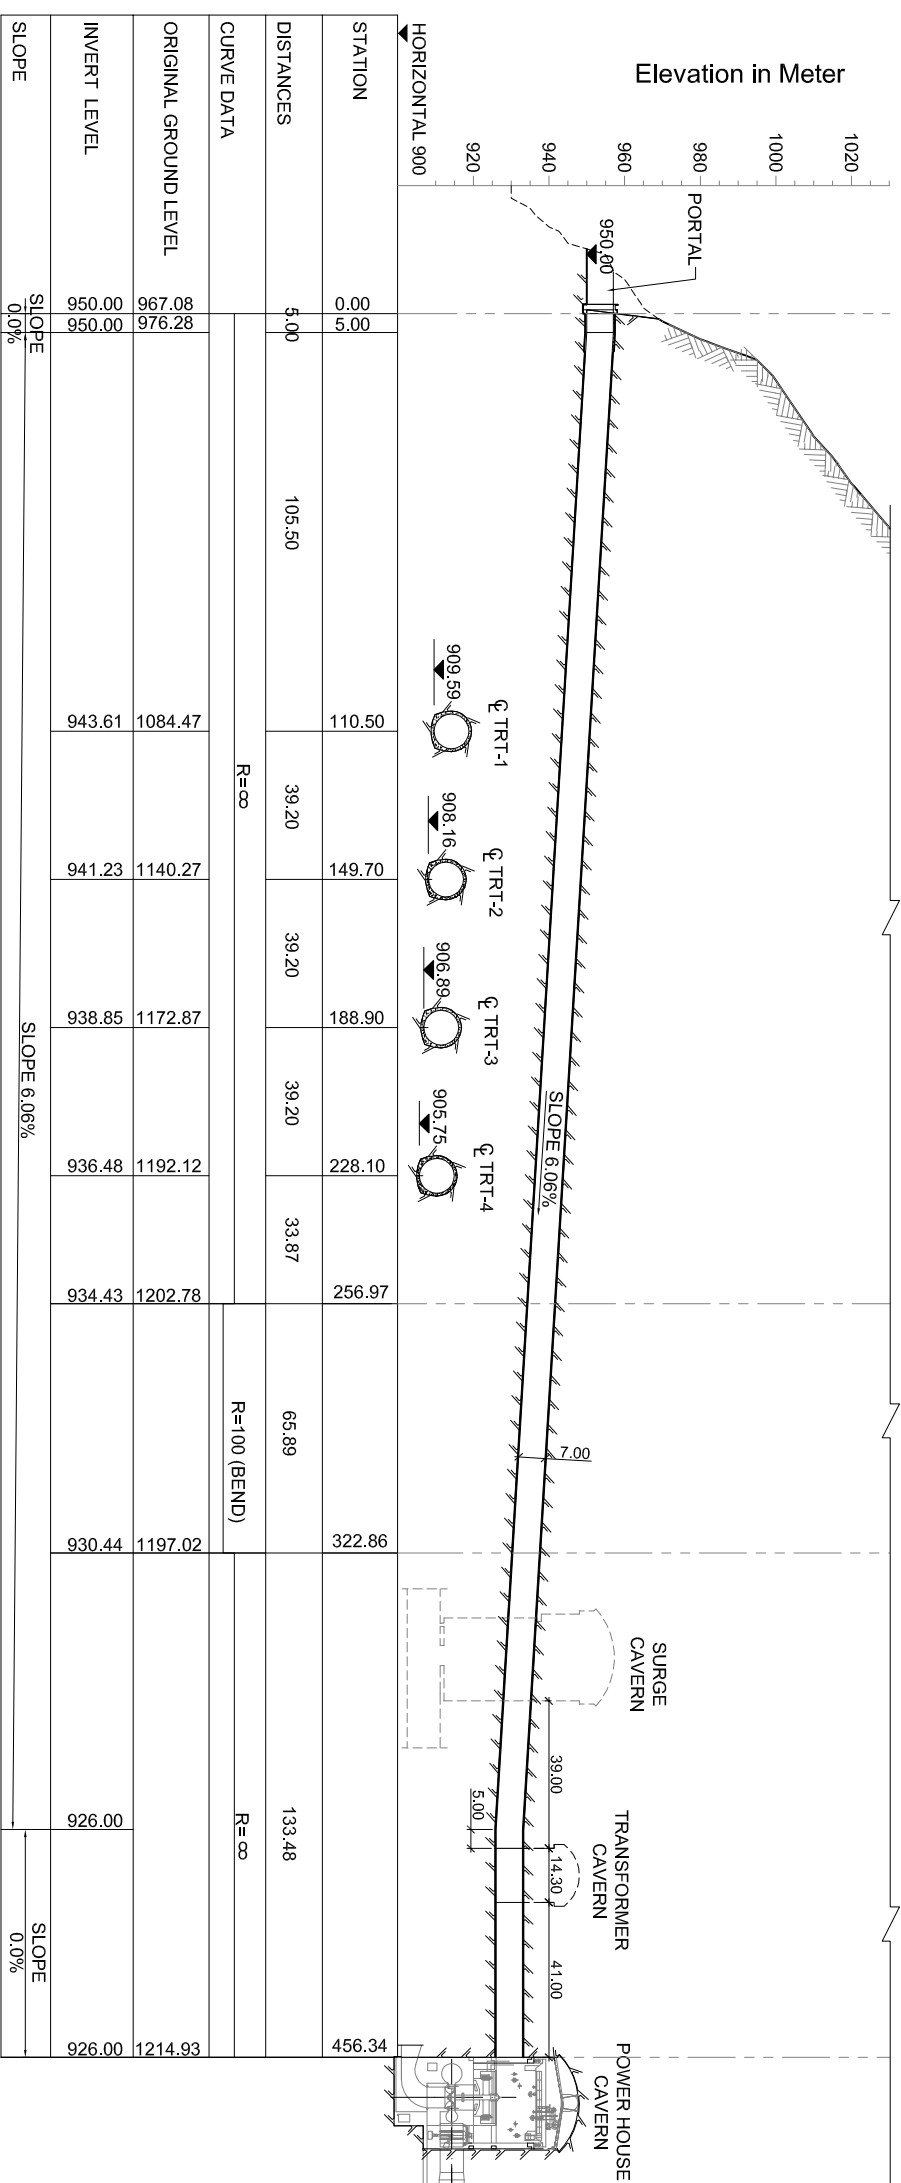 Elevation in Meter
1020
1000
980
960
940
920
HORIZONTAL 900
PORTAL
950.00
SLOPE 6.06%
7.00
SURGE
CAVERN
TRANSFORMER
CAVERN
POWER HOUSE
CAVERN
39.00
14.30
41.00
5.00
℄ TRT-1
909.59
℄ TRT-2
908.16
℄ TRT-3
906.89
℄ TRT-4
905.75
STATION
0.00
5.00
110.50
149.70
188.90
228.10
256.97
322.86
456.34
DISTANCES
5.00
105.50
39.20
39.20
39.20
33.87
65.89
133.48
CURVE DATA
R=∞
R=100 (BEND)
R=∞
ORIGINAL GROUND LEVEL
967.08
976.28
1084.47
1140.27
1172.87
1192.12
1202.78
1197.02
1214.93
INVERT LEVEL
950.00
950.00
943.61
941.23
938.85
936.48
934.43
930.44
926.00
926.00
SLOPE
SLOPE
0.0%
SLOPE 6.06%
SLOPE
0.0%